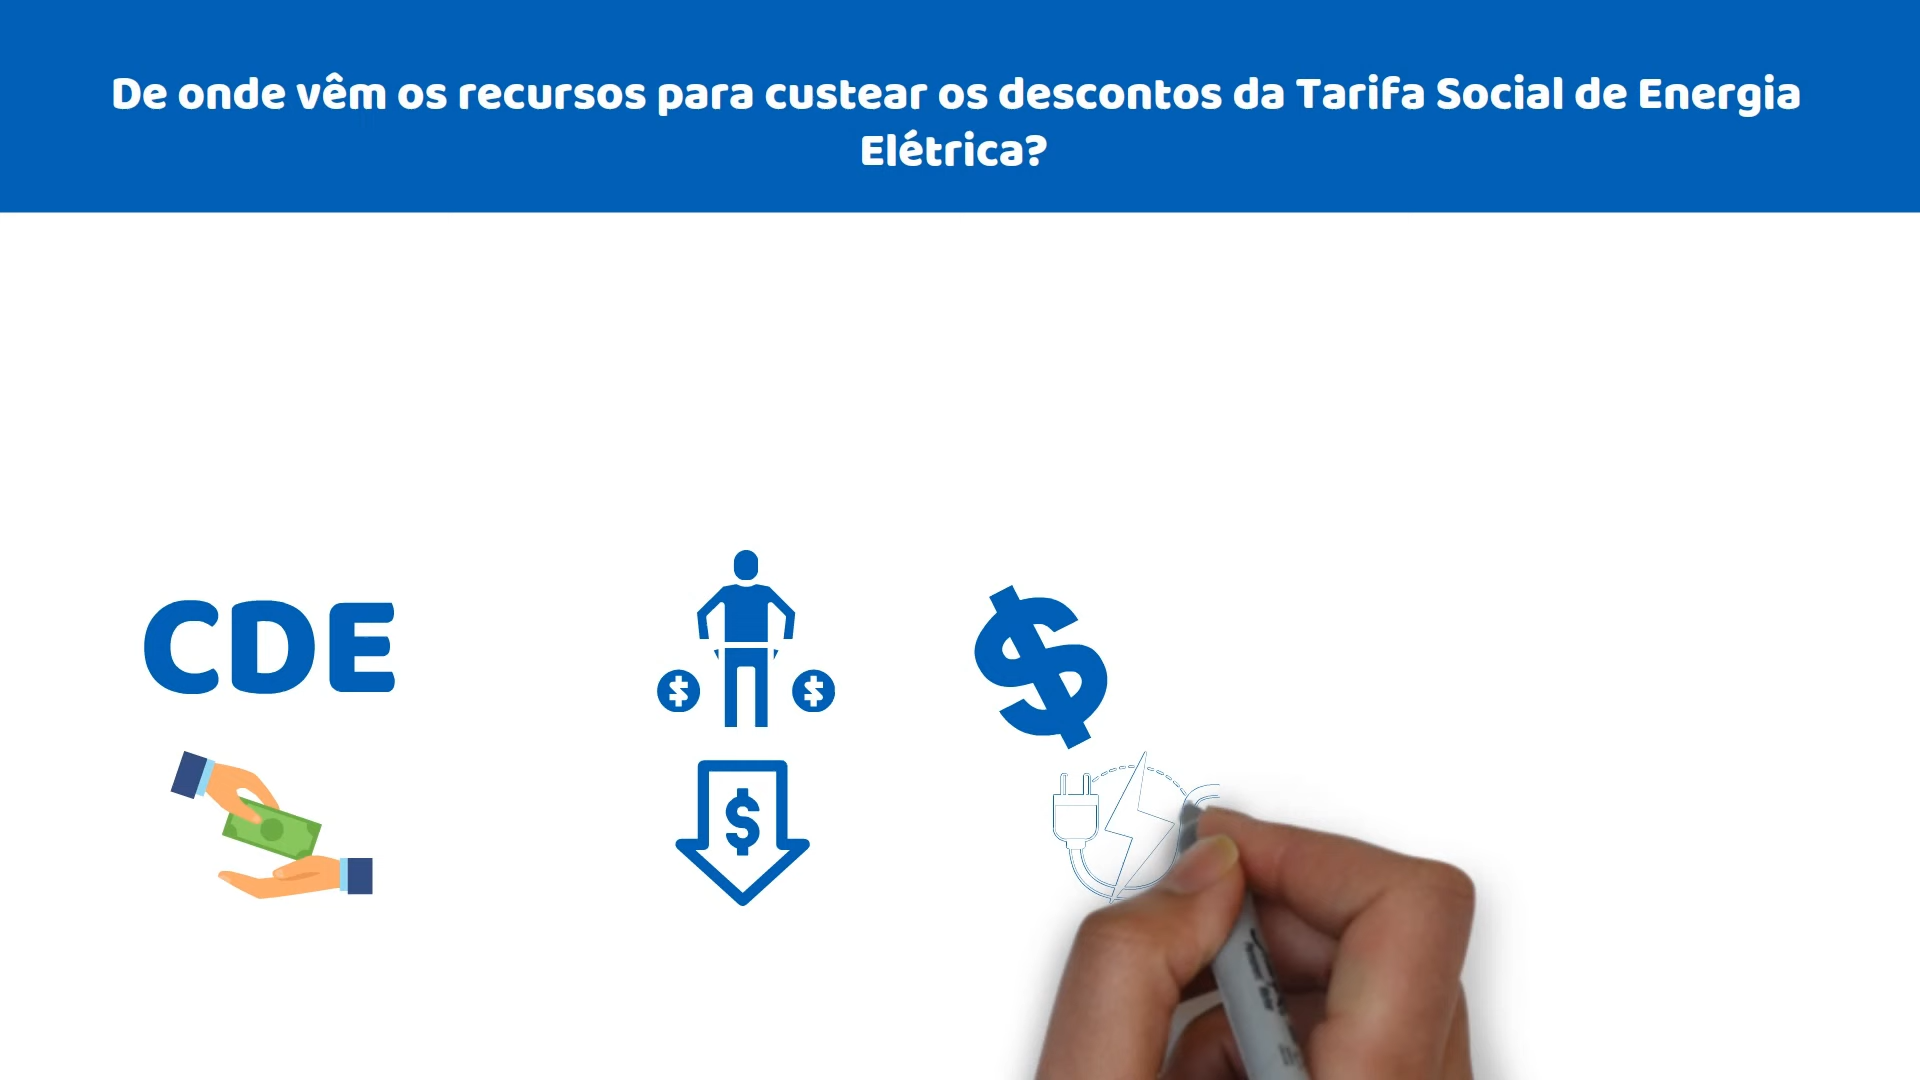 De onde vêm os recursos para custear os descontos da Tarifa Social de Energia
Elétrica?
CDE
$ $
$
$